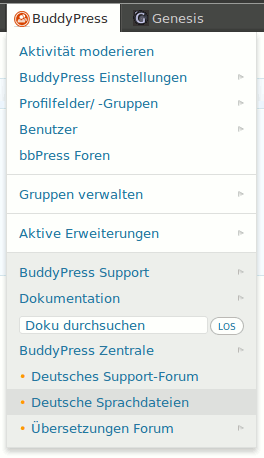 BuddyPress
Genesis
Aktivität moderieren
BuddyPress Einstellungen
Profilfelder/ -Gruppen
Benutzer
bbPress Foren
Gruppen verwalten
Aktive Erweiterungen
BuddyPress Support
Dokumentation
Doku durchsuchen LOS
BuddyPress Zentrale
• Deutsches Support-Forum
• Deutsche Sprachdateien
• Übersetzungen Forum